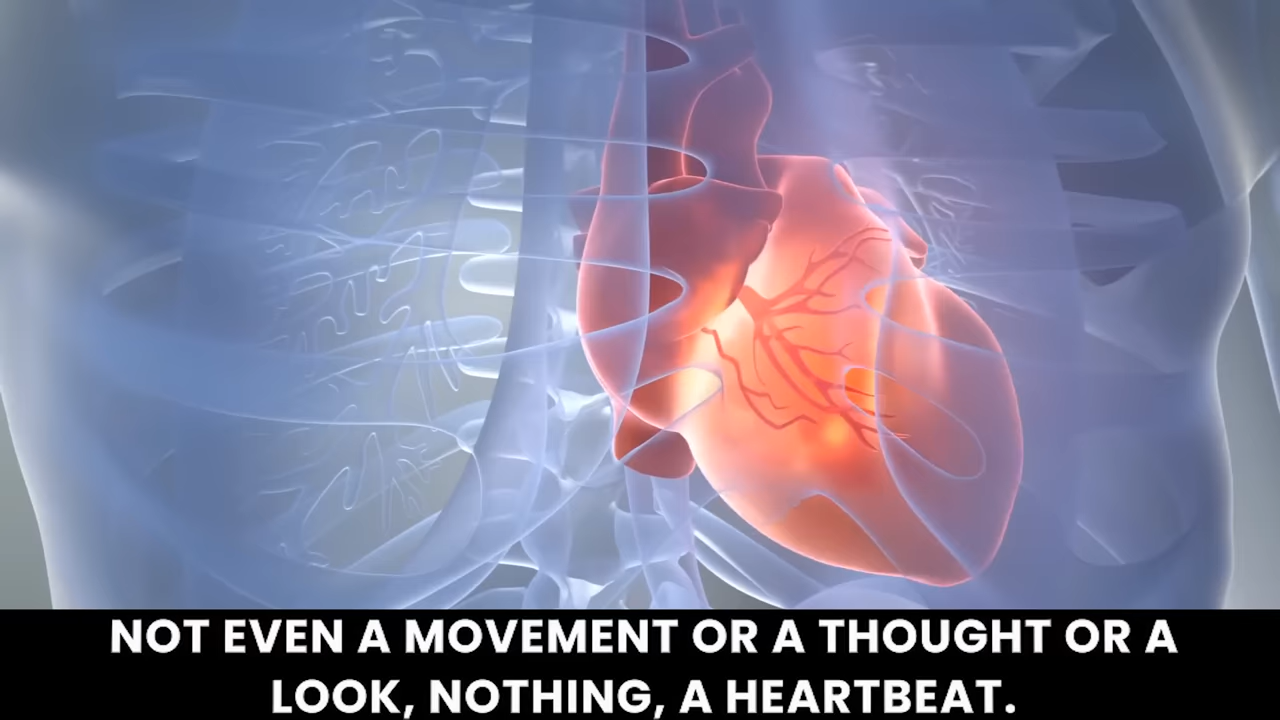 NOT EVEN A MOVEMENT OR A THOUGHT OR A
LOOK, NOTHING, A HEARTBEAT.